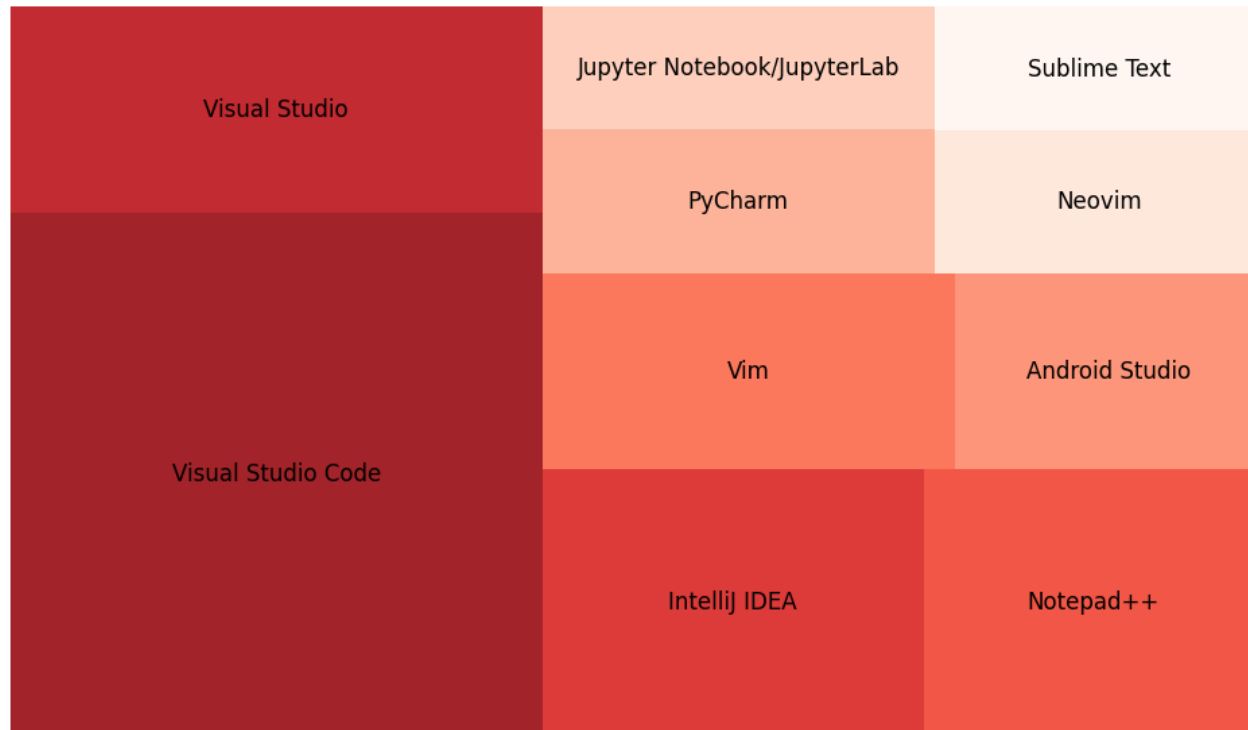 Visual Studio
Visual Studio Code
Jupyter Notebook/JupyterLab
Sublime Text
PyCharm
Neovim
Vim
Android Studio
IntelliJ IDEA
Notepad++